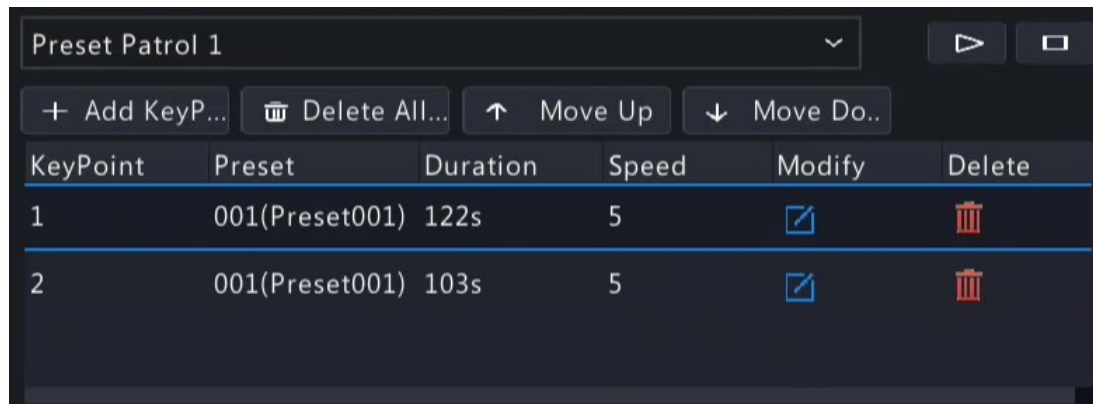 Preset Patrol 1
Add KeyP... Delete All... Move Up Move Do..
KeyPoint Preset Duration Speed Modify Delete
1 001(Preset001) 122s 5
2 001(Preset001) 103s 5